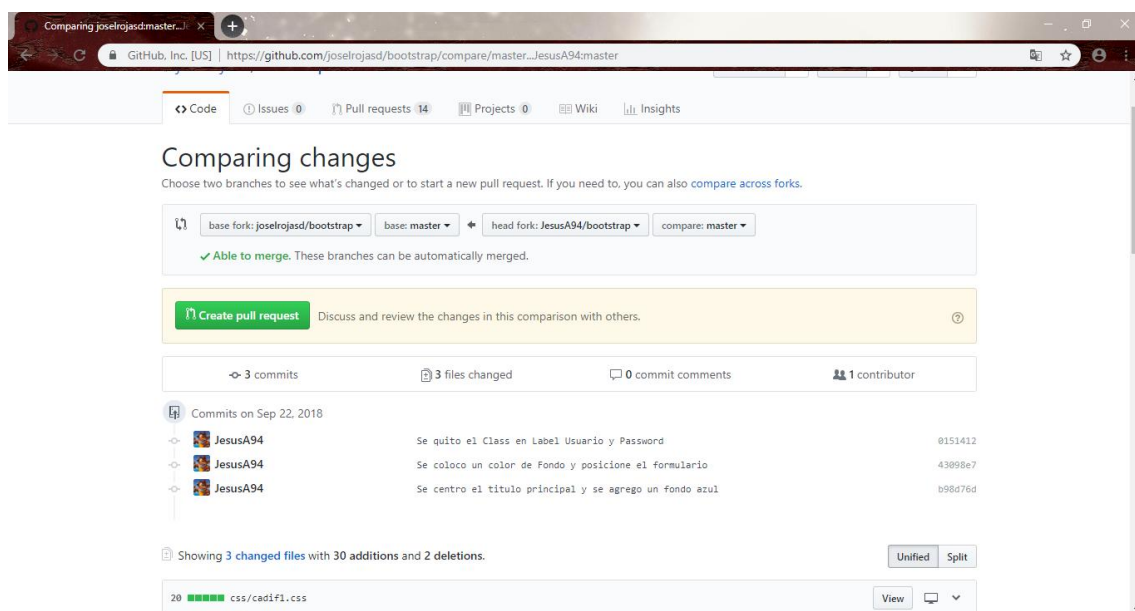 Comparing joselrojasd:master...Je
GitHub, Inc. [US] | https://github.com/joselrojasd/bootstrap/compare/master...JesusA94:master
Code Issues 0 Pull requests 14 Projects 0 Wiki Insights
Comparing changes
Choose two branches to see what's changed or to start a new pull request. If you need to, you can also compare across forks.
base fork: joselrojasd/bootstrap base: master head fork: JesusA94/bootstrap compare: master
Able to merge. These branches can be automatically merged.
Create pull request Discuss and review the changes in this comparison with others.
3 commits 3 files changed 0 commit comments 1 contributor
Commits on Sep 22, 2018
JesusA94 Se quito el Class en Label Usuario y Password 0151412
JesusA94 Se coloco un color de Fondo y posicione el formulario 43098e7
JesusA94 Se centro el titulo principal y se agrego un fondo azul b98d76d
Showing 3 changed files with 30 additions and 2 deletions. Unified Split
20 css/cadif1.css View